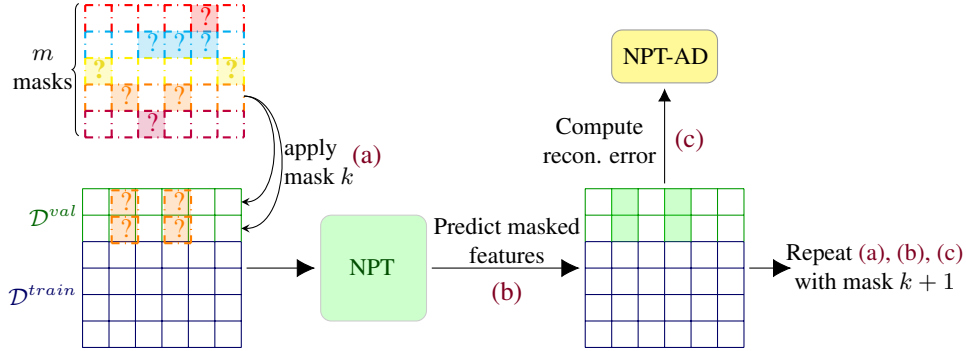 ?
? ? ?
? ?
? ?
?
m
masks
apply
mask k
(a)
NPT-AD
Compute
recon. error
(c)
D^{val}
? ?
? ?
D^{train}
NPT
Predict masked
features
(b)
Repeat (a), (b), (c)
with mask k + 1